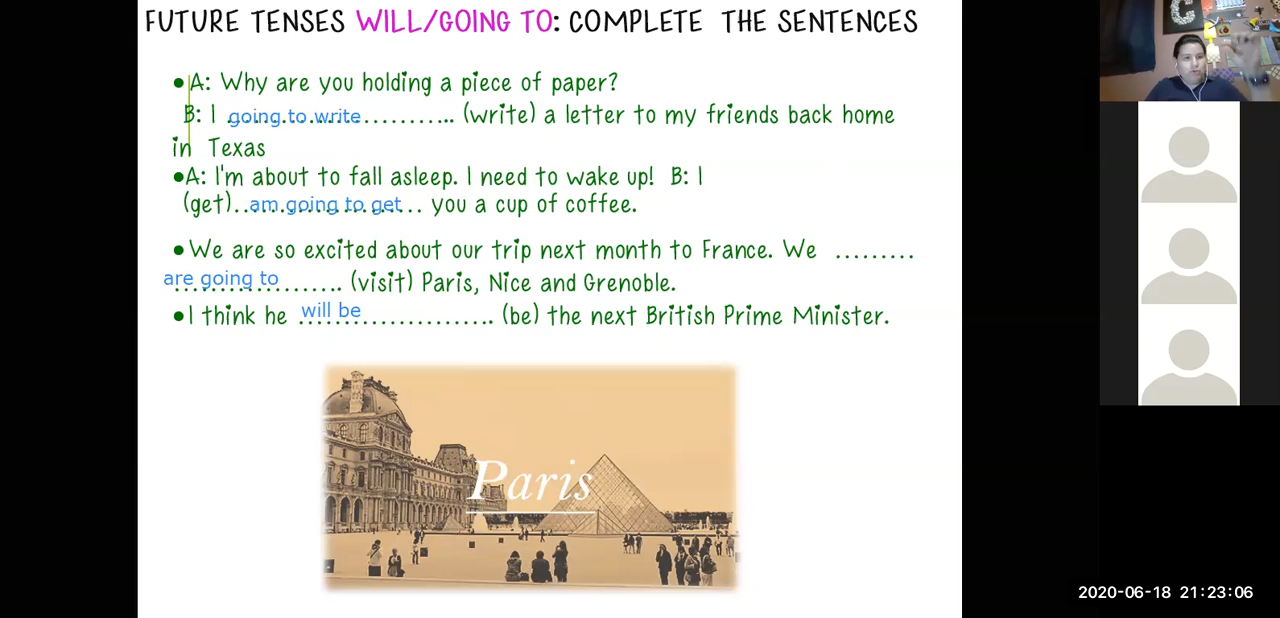 FUTURE TENSES WILL/GOING TO: COMPLETE THE SENTENCES
•A: Why are you holding a piece of paper?
B: I going to write ........ (write) a letter to my friends back home
in Texas
•A: I'm about to fall asleep. I need to wake up! B: I
(get)..am going to get... you a cup of coffee.
•We are so excited about our trip next month to France. We .........
are going to ....... (visit) Paris, Nice and Grenoble.
•I think he will be ............. (be) the next British Prime Minister.
Paris
2020-06-18 21:23:06